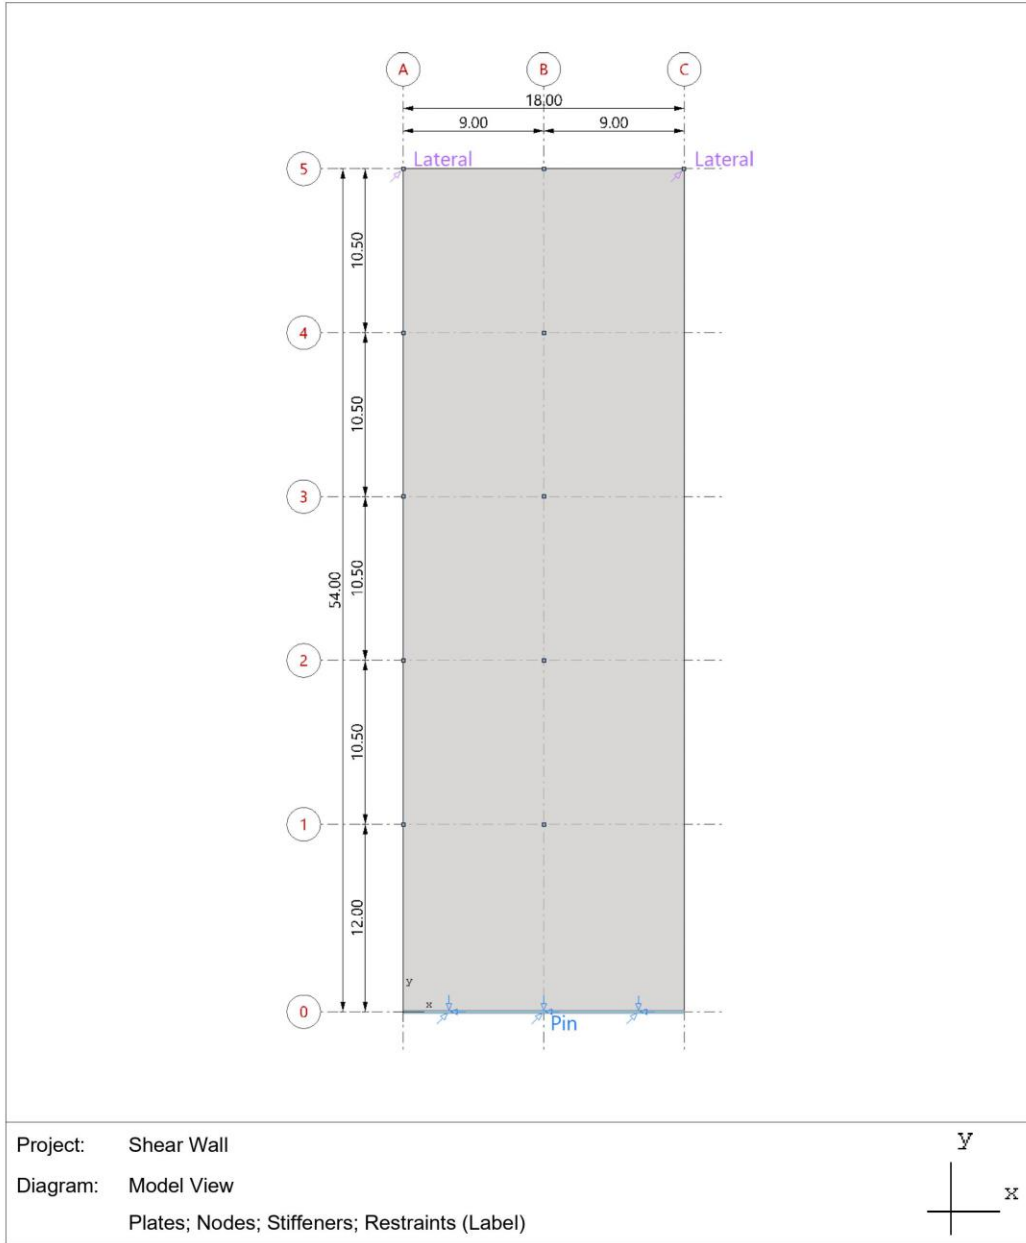 A B C
18.00
9.00 9.00
5 Lateral Lateral
10.50
4
10.50
3
54.00
10.50
2
10.50
1
12.00
y
x
0
Pin
Project: Shear Wall
Diagram: Model View
Plates; Nodes; Stiffeners; Restraints (Label)
y
x